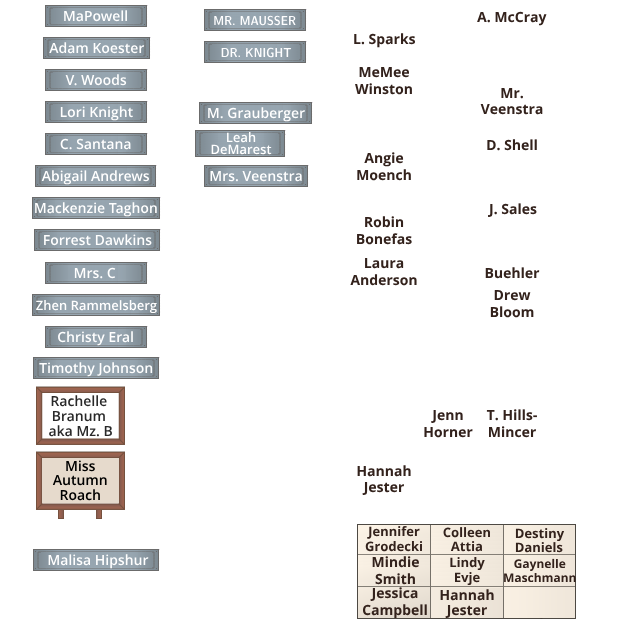 MaPowell
Adam Koester
V. Woods
Lori Knight
C. Santana
Abigail Andrews
Mackenzie Taghon
Forrest Dawkins
Mrs. C
Zhen Rammelsberg
Christy Eral
Timothy Johnson
Rachelle
Branum
aka Mz. B
Miss
Autumn
Roach
Malisa Hipshur
MR. MAUSSER
DR. KNIGHT
M. Grauberger
Leah
DeMarest
Mrs. Veenstra
L. Sparks
MeMee
Winston
Angie
Moench
Robin
Bonefas
Laura
Anderson
A. McCray
Mr.
Veenstra
D. Shell
J. Sales
Buehler
Drew
Bloom
Jenn
Horner
T. Hills-
Mincer
Hannah
Jester
Jennifer
Grodecki
Colleen
Attia
Destiny
Daniels
Mindie
Smith
Lindy
Evje
Gaynelle
Maschmann
Jessica
Campbell
Hannah
Jester